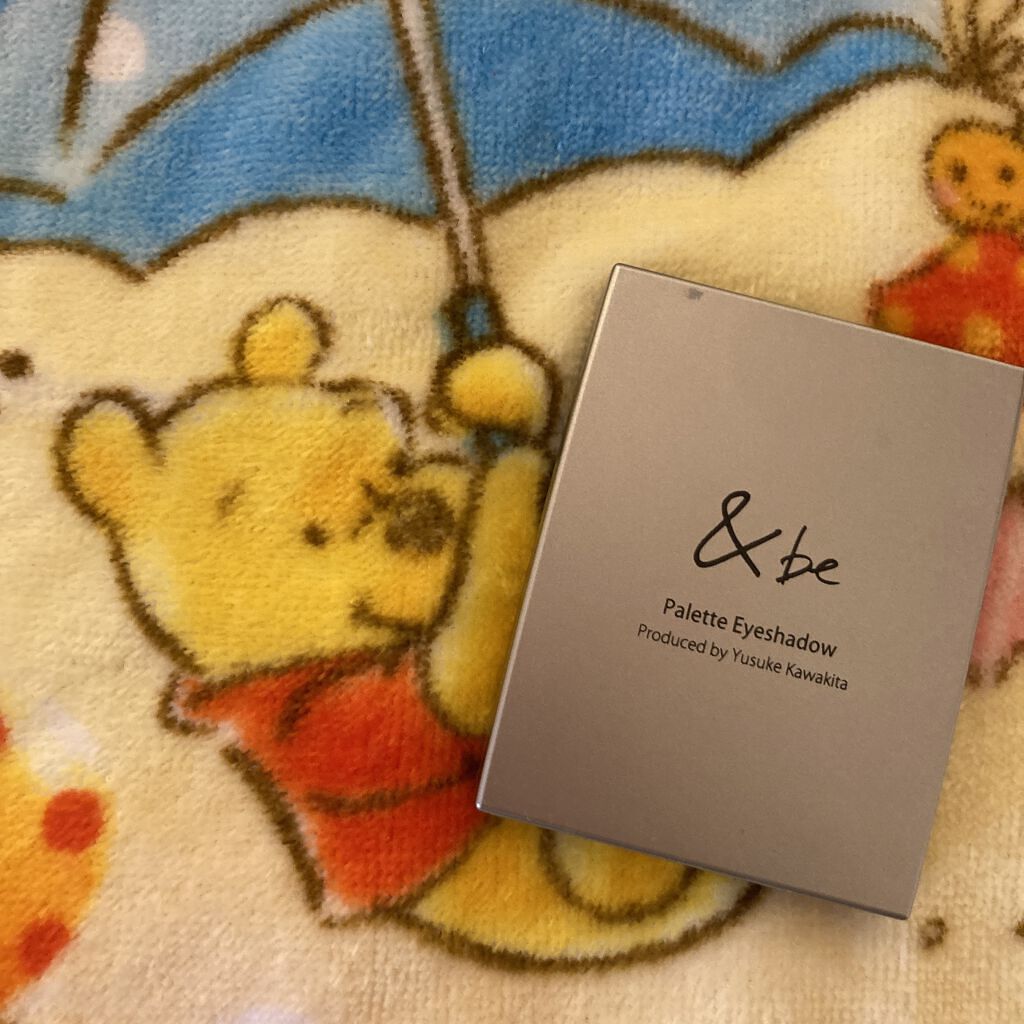 &be
Palette Eyeshadow
Produced by Yusuke Kawakita